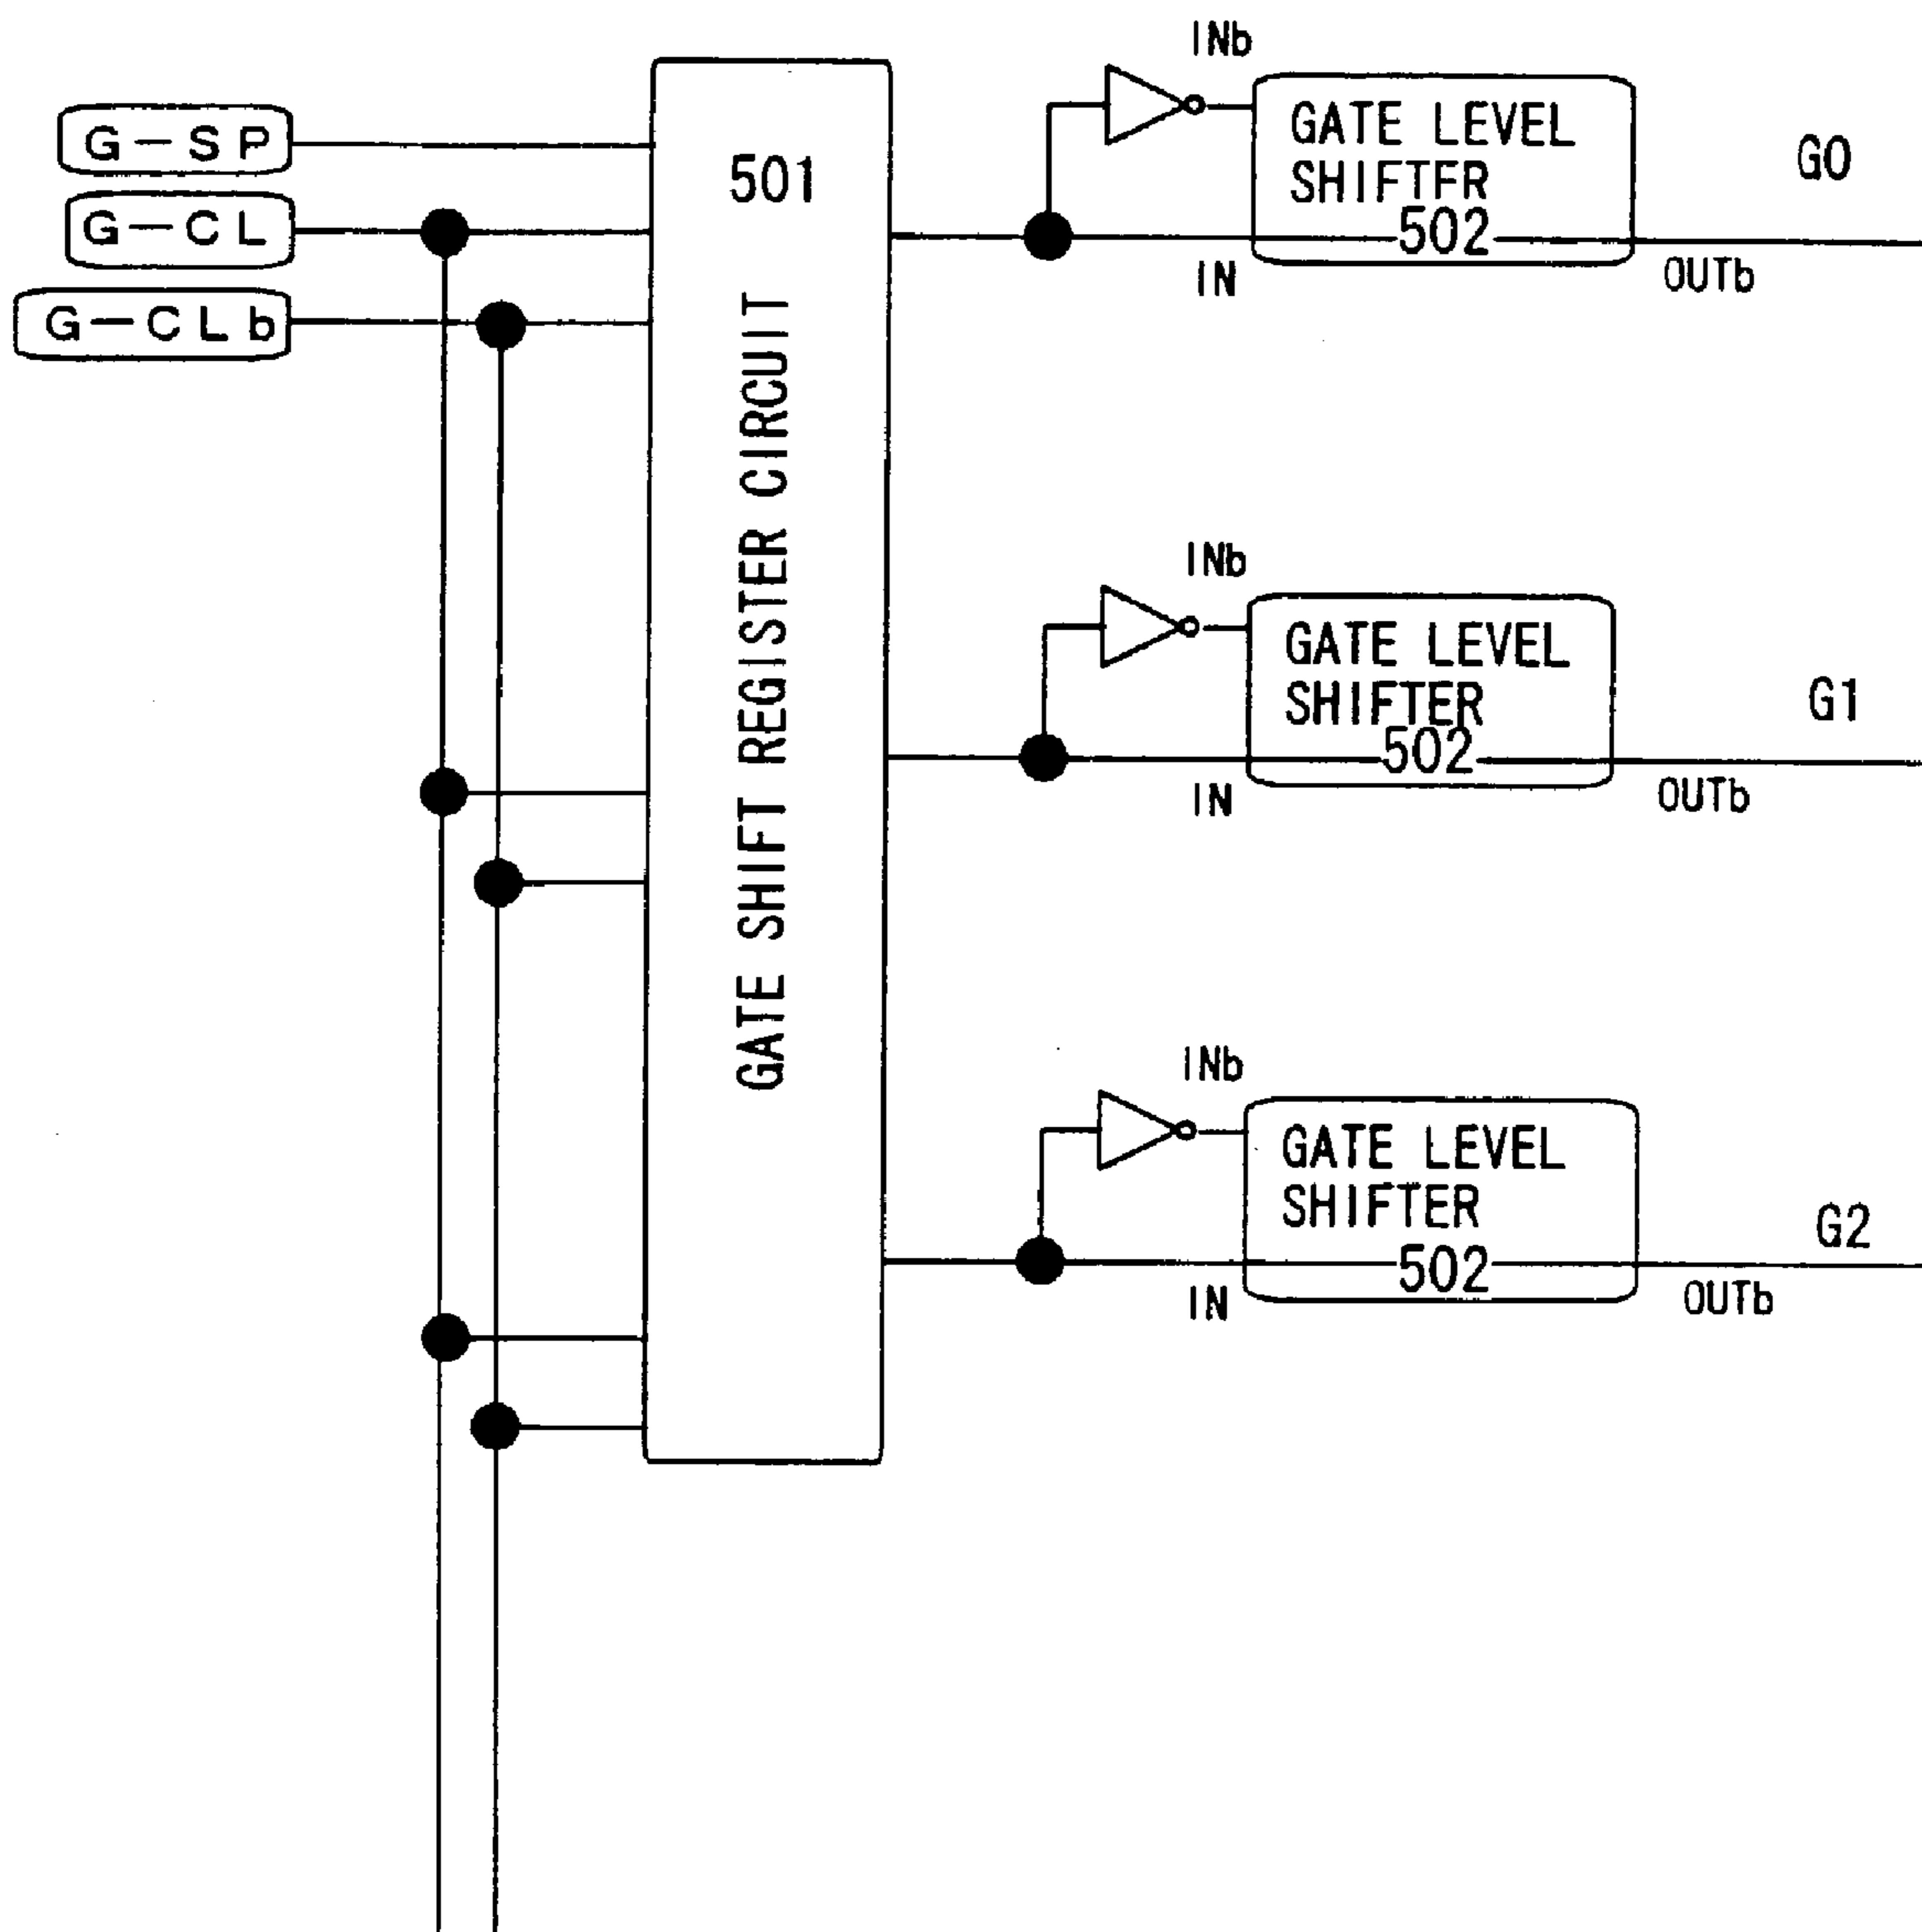 G-SP
G-CL
G-CLb
501
GATE SHIFT REGISTER CIRCUIT
INb
GATE LEVEL
SHIFTER
502
IN
OUTb
G0
INb
GATE LEVEL
SHIFTER
502
IN
OUTb
G1
INb
GATE LEVEL
SHIFTER
502
IN
OUTb
G2